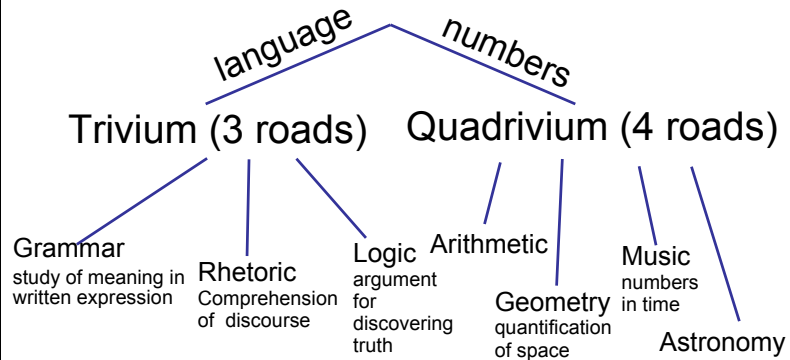 language
numbers
Trivium (3 roads)
Quadrivium (4 roads)
Grammar
study of meaning in
written expression
Rhetoric
Comprehension
of discourse
Logic
argument
for
discovering
truth
Arithmetic
Geometry
quantification
of space
Music
numbers
in time
Astronomy